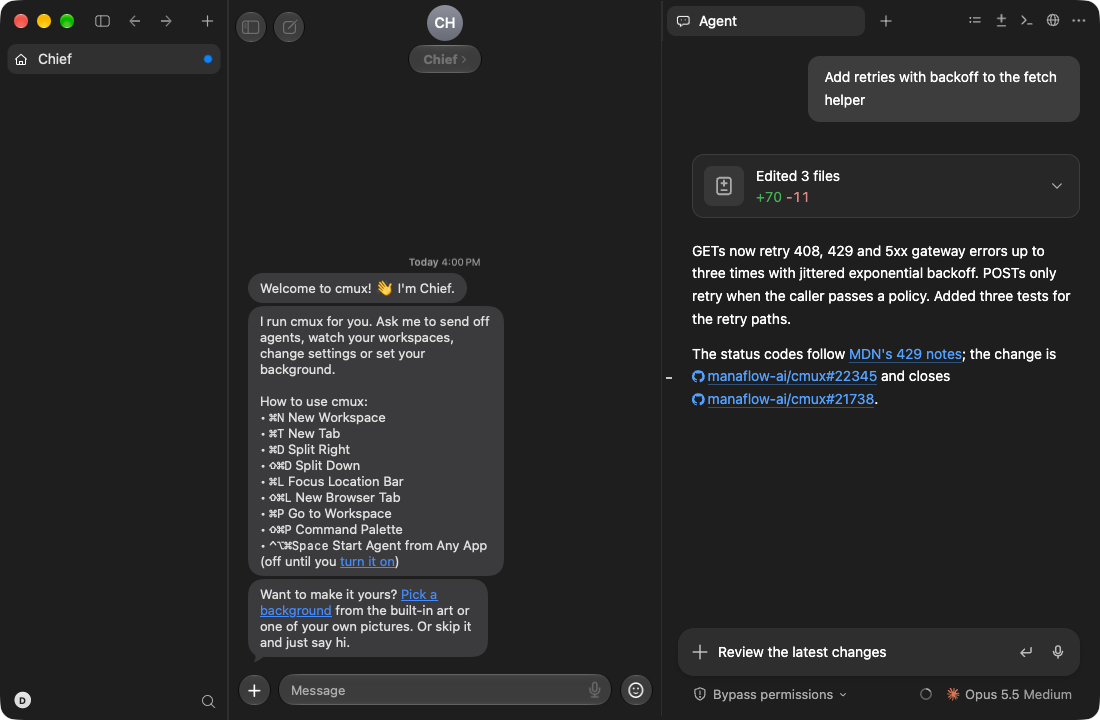 Chief
D
CH
Chief
Today 4:00 PM
Welcome to cmux! 👋 I'm Chief.
I run cmux for you. Ask me to send off
agents, watch your workspaces,
change settings or set your
background.
How to use cmux:
• ⌘N New Workspace
• ⌘T New Tab
• ⌘D Split Right
• ⇧⌘D Split Down
• ⌘L Focus Location Bar
• ⇧⌘L New Browser Tab
• ⌘P Go to Workspace
• ⇧⌘P Command Palette
• ^⌥⌘Space Start Agent from Any App
(off until you turn it on)
Want to make it yours? Pick a
background from the built-in art or
one of your own pictures. Or skip it
and just say hi.
Message
Agent
Add retries with backoff to the fetch
helper
Edited 3 files
+70 -11
GETs now retry 408, 429 and 5xx gateway errors up to
three times with jittered exponential backoff. POSTs only
retry when the caller passes a policy. Added three tests for
the retry paths.
The status codes follow MDN's 429 notes; the change is
manaflow-ai/cmux#22345 and closes
manaflow-ai/cmux#21738.
Review the latest changes
Bypass permissions
Opus 5.5 Medium